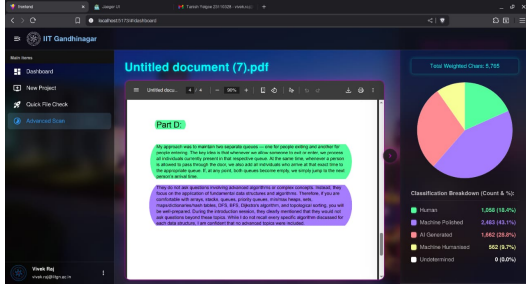 Frontend
Jaeger UI
localhost:5173/#dashboard
IIT Gandhinagar
Main Items
Dashboard
New Project
Quick File Check
Advanced Scan
Vivek Raj
vivek.raj@iitgn.ac.in
Untitled document (7).pdf
Untitled docu... 4 / 4 90%
Part D:
My approach was to maintain two separate queues — one for people exiting and another for
people entering. The key idea is that whenever we allow someone to exit or enter, we process
all individuals currently present in that respective queue. At the same time, whenever a person
is allowed to pass through the door, we also add all individuals who arrive at that exact time to
the appropriate queue. If, at any point, both queues become empty, we simply jump to the next
person's arrival time.
They do not ask questions involving advanced algorithms or complex concepts. Instead, they
focus on the application of fundamental data structures and algorithms. Therefore, if you are
comfortable with arrays, stacks, queues, priority queues, min/max heaps, sets,
maps/dictionaries/hash tables, DFS, BFS, Dijkstra's algorithm, and topological sorting, you will
be well-prepared. During the introduction session, they clearly mentioned that they would not
ask questions beyond these topics. While I do not recall every specific algorithm discussed for
each data structure, I am confident that no advanced topics were included.
Total Weighted Chars: 5,765
Classification Breakdown (Count & %):
Human 1,058 (18.4%)
Machine Polished 2,483 (43.1%)
AI Generated 1,662 (28.8%)
Machine Humanised 562 (9.7%)
Undetermined 0 (0.0%)